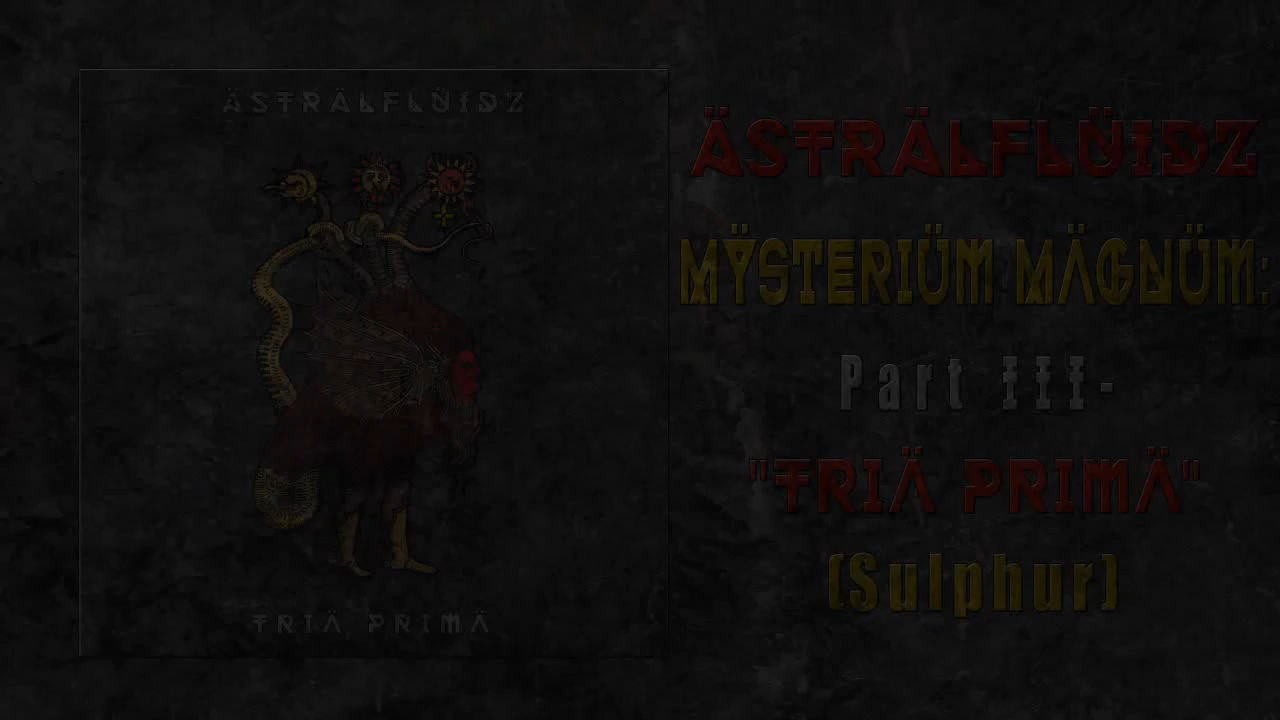 ÄSTRÄLFLÜIDZ
TRIÄ PRIMÄ
ÄSTRÄLFLÜIDZ
MŸSTERIÜM MÄGNÜM:
Part III-
"TRIÄ PRIMÄ"
(Sulphur)